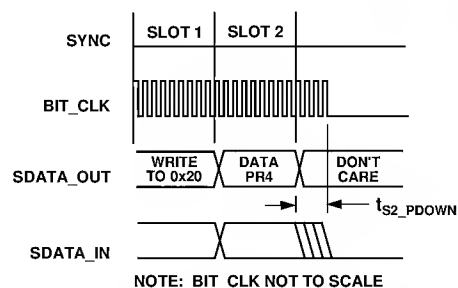 SLOT 1 SLOT 2
SYNC
BIT_CLK
SDATA_OUT
WRITE
TO 0x20
DATA
PR4
DON'T
CARE
tS2_PDOWN
SDATA_IN
NOTE: BIT CLK NOT TO SCALE